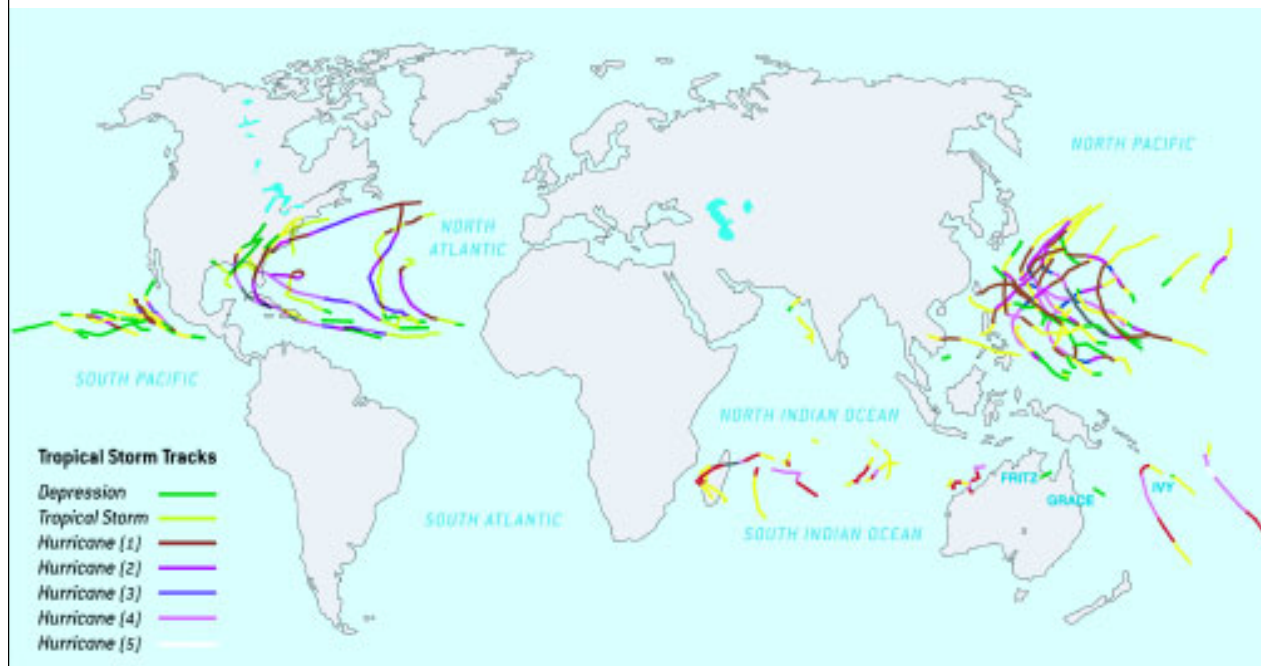 NORTH PACIFIC
NORTH
ATLANTIC
SOUTH PACIFIC
NORTH INDIAN OCEAN
SOUTH ATLANTIC
SOUTH INDIAN OCEAN
FRITZ
GRACE
IVY
Tropical Storm Tracks
Depression
Tropical Storm
Hurricane (1)
Hurricane (2)
Hurricane (3)
Hurricane (4)
Hurricane (5)